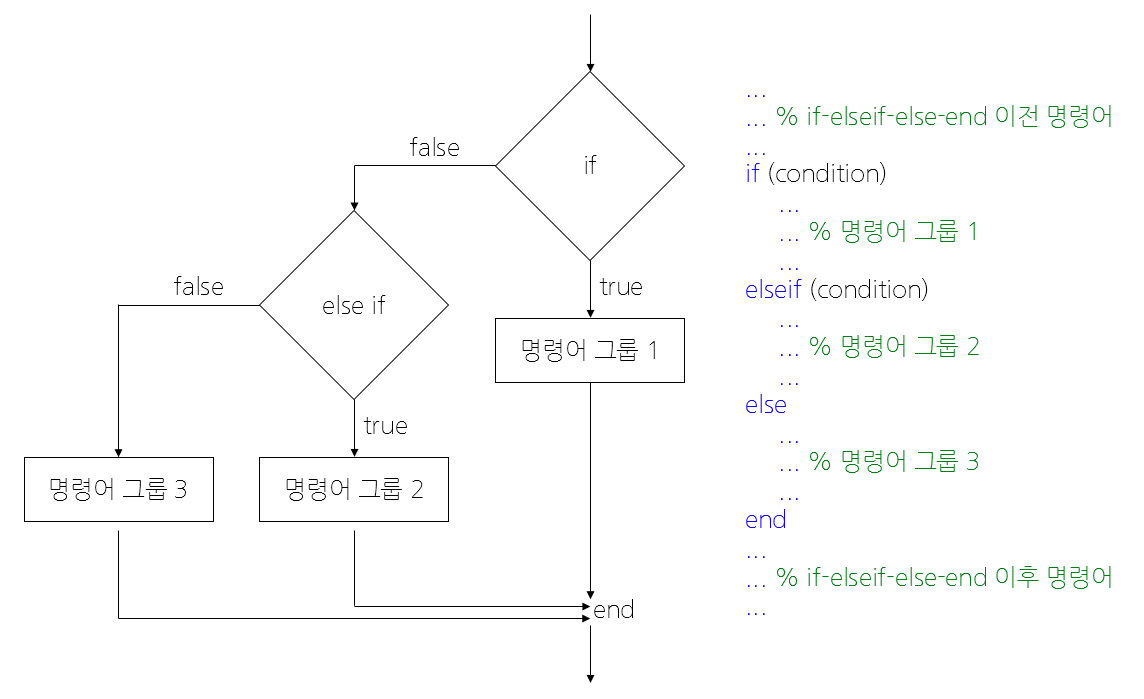 if
false
true
명령어 그룹 1
else if
false
true
명령어 그룹 3
명령어 그룹 2
end
...
... % if-elseif-else-end 이전 명령어
...
if (condition)
...
... % 명령어 그룹 1
...
elseif (condition)
...
... % 명령어 그룹 2
...
else
...
... % 명령어 그룹 3
...
end
...
... % if-elseif-else-end 이후 명령어
...